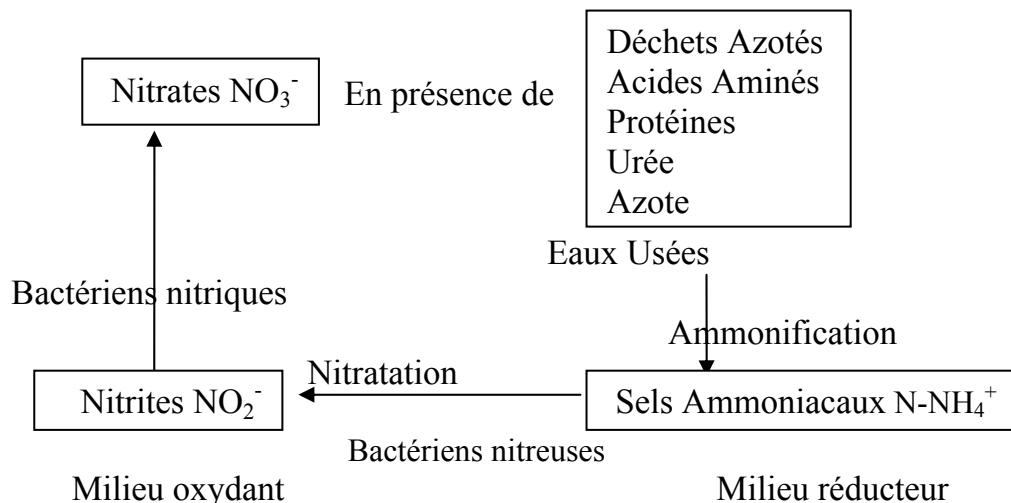 Déchets Azotés
Nitrates NO₃⁻ En présence de Acides Aminés
Protéines
Urée
Azote
Eaux Usées
Bactériens nitriques
Ammonification
Nitratation
Nitrites NO₂⁻ Sels Ammoniacaux N-NH₄⁺
Bactériens nitreuses
Milieu oxydant Milieu réducteur